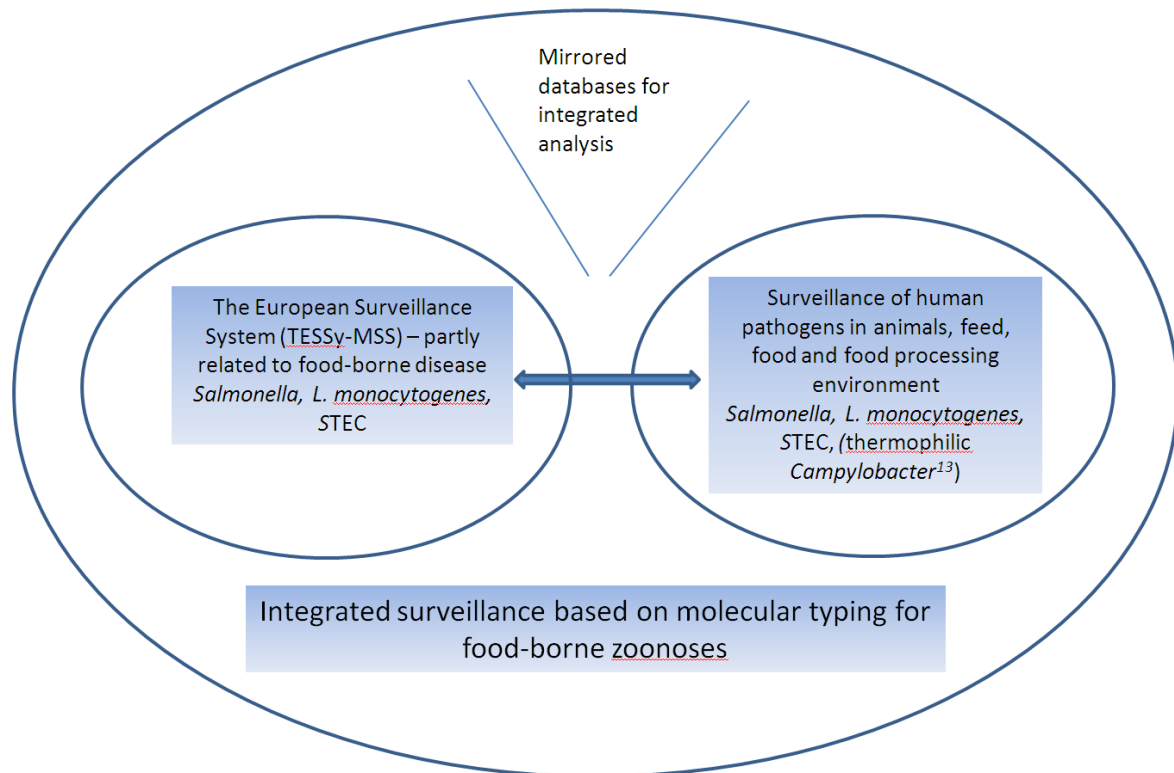 Mirrored
databases for
integrated
analysis
The European Surveillance
System (TESSy-MSS) – partly
related to food-borne disease
Salmonella, L. monocytogenes,
STEC
Surveillance of human
pathogens in animals, feed,
food and food processing
environment
Salmonella, L. monocytogenes,
STEC, (thermophilic
Campylobacter¹³)
Integrated surveillance based on molecular typing for
food-borne zoonoses